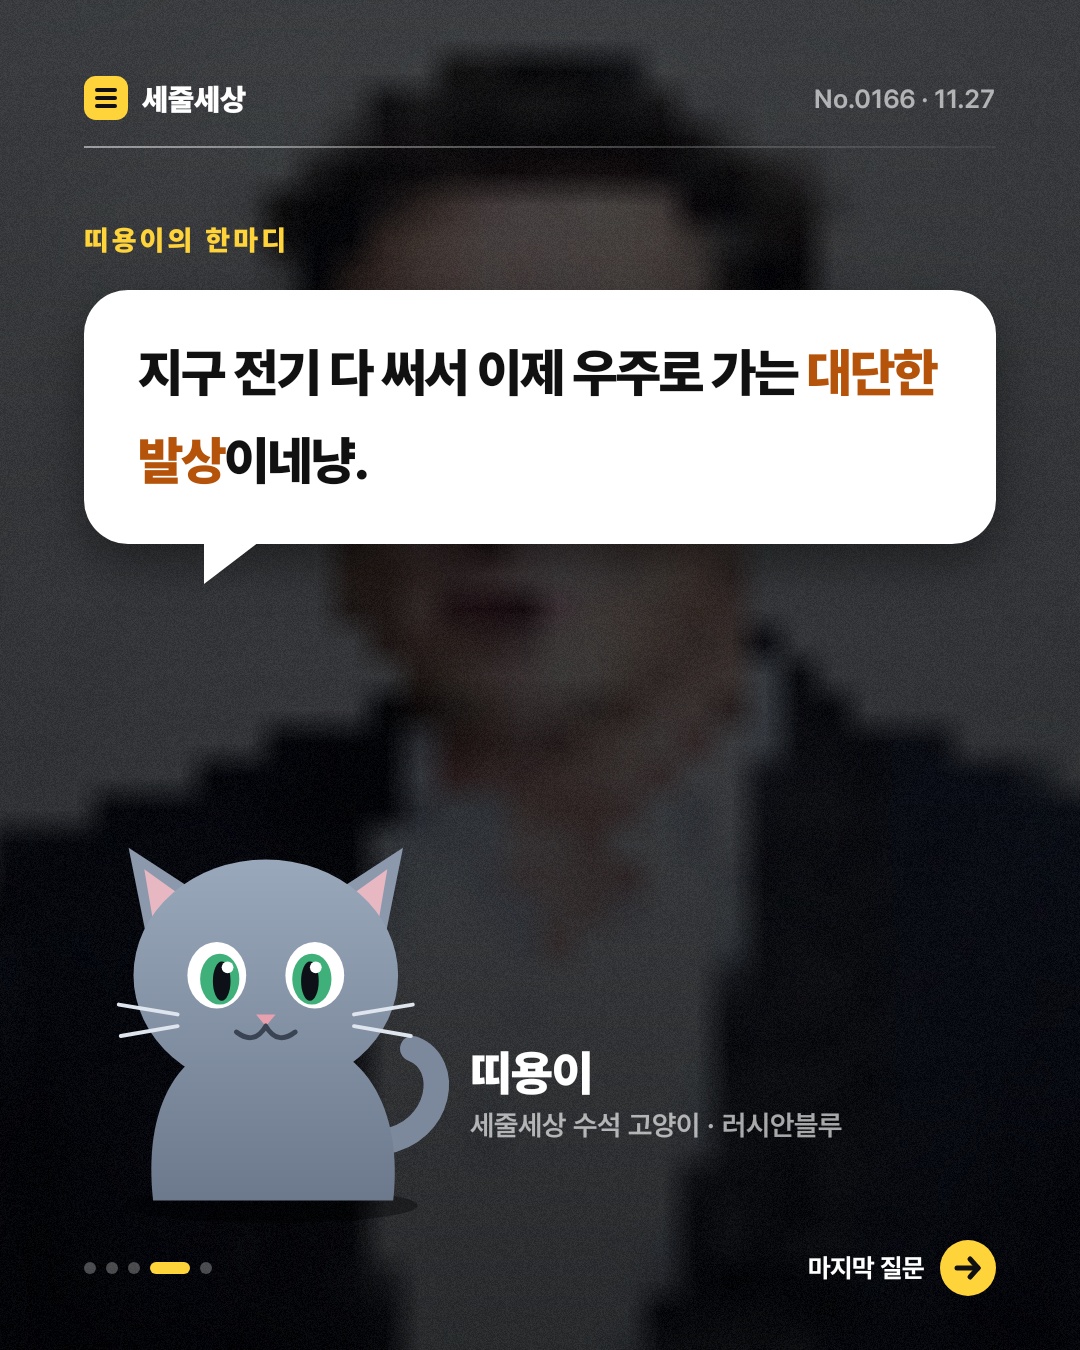 세줄세상
No.0166 · 11.27
띠용이의 한마디
지구 전기 다 써서 이제 우주로 가는 대단한
발상이네냥.
띠용이
세줄세상 수석 고양이 · 러시안블루
마지막 질문